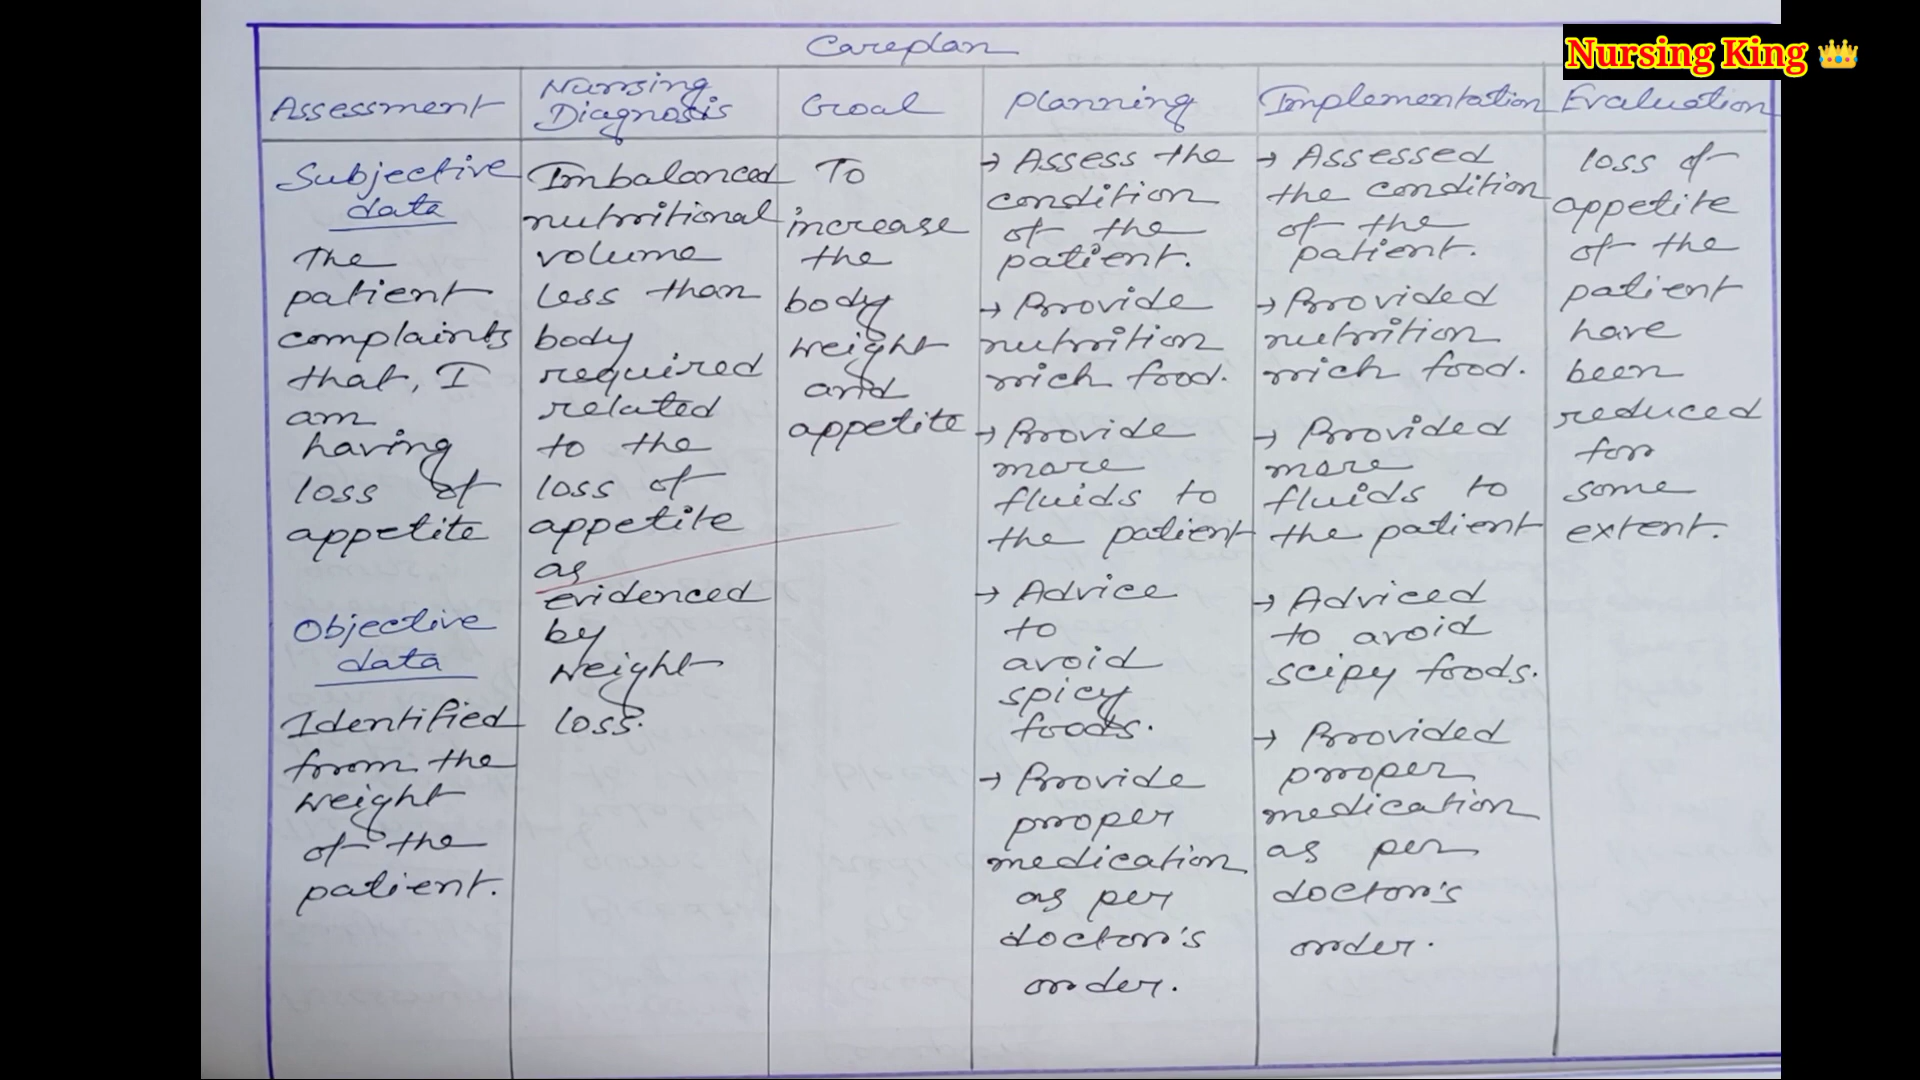 Careplan
Nursing King
Assessment
Nursing
Diagnosis
Goal
Planning
Implementation
Evaluation
Subjective
data
The
patient
complaints
that, I
am
having
loss of
appetite
Objective
data
Identified
from the
weight
of the
patient.
Imbalanced
nutritional
volume
less than
body
required
related
to the
loss of
appetite
as
evidenced
by
weight
loss.
To
increase
the
body
weight
and
appetite
→ Assess the
condition
of the
patient.
→ Provide
nutrition
rich food.
→ Provide
more
fluids to
the patient
→ Advice
to
avoid
spicy
foods.
→ Provide
proper
medication
as per
doctor's
order.
→ Assessed
the condition
of the
patient.
→ Provided
nutrition
rich food.
→ Provided
more
fluids to
the patient
→ Adviced
to avoid
scipy foods.
→ Provided
proper
medication
as per
doctor's
order.
loss of
appetite
of the
patient
have
been
reduced
for
some
extent.